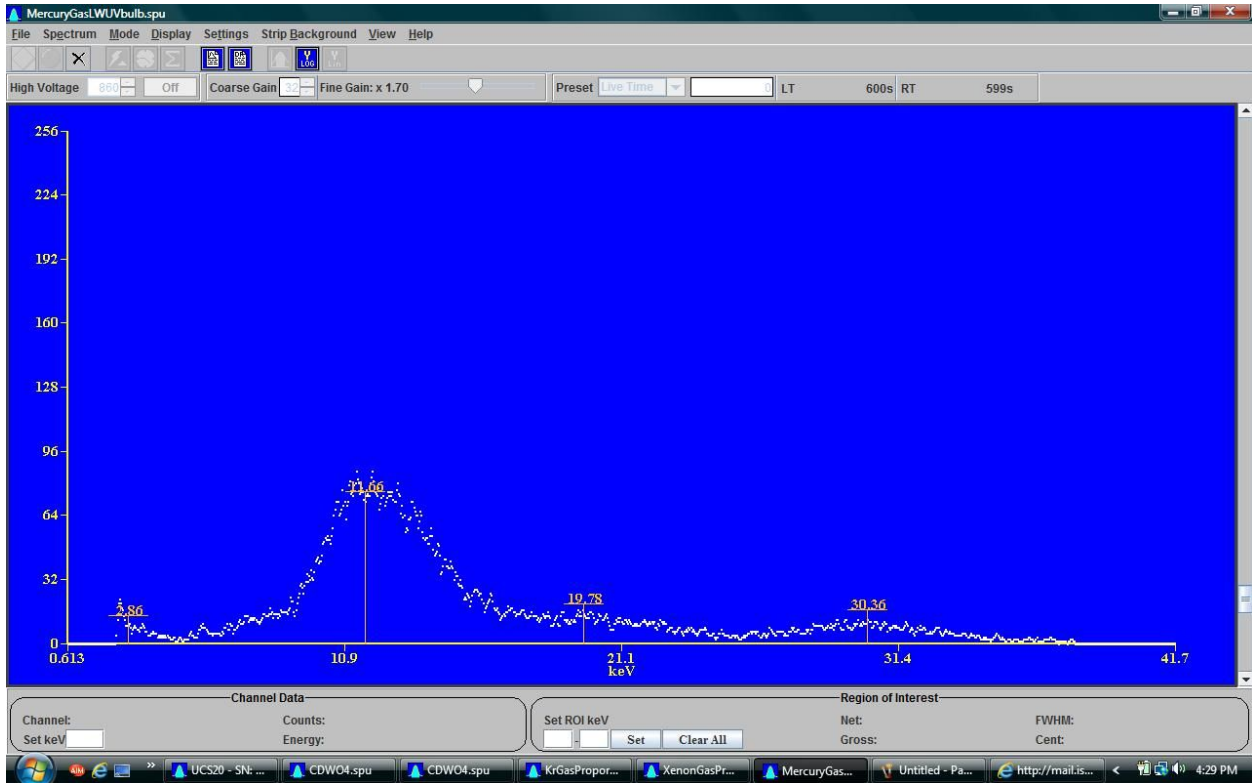 MercuryGasLWUVbulb.spu
File Spectrum Mode Display Settings Strip Background View Help
High Voltage 860 Off Coarse Gain 32 Fine Gain: x 1.70 Preset Live Time 0 LT 600s RT 599s
256
224
192
160
128
96
64
32
0
11.66
2.86
19.78
30.36
0.613 10.9 21.1 31.4 41.7
keV
Channel Data
Region of Interest
Channel: Counts: Set ROI keV Net: FWHM:
Set keV Energy: - Set Clear All Gross: Cent:
UCS20 - SN: ... CDWO4.spu CDWO4.spu KrGasPropor... XenonGasPr... MercuryGas... Untitled - Pa... http://mail.is... 4:29 PM